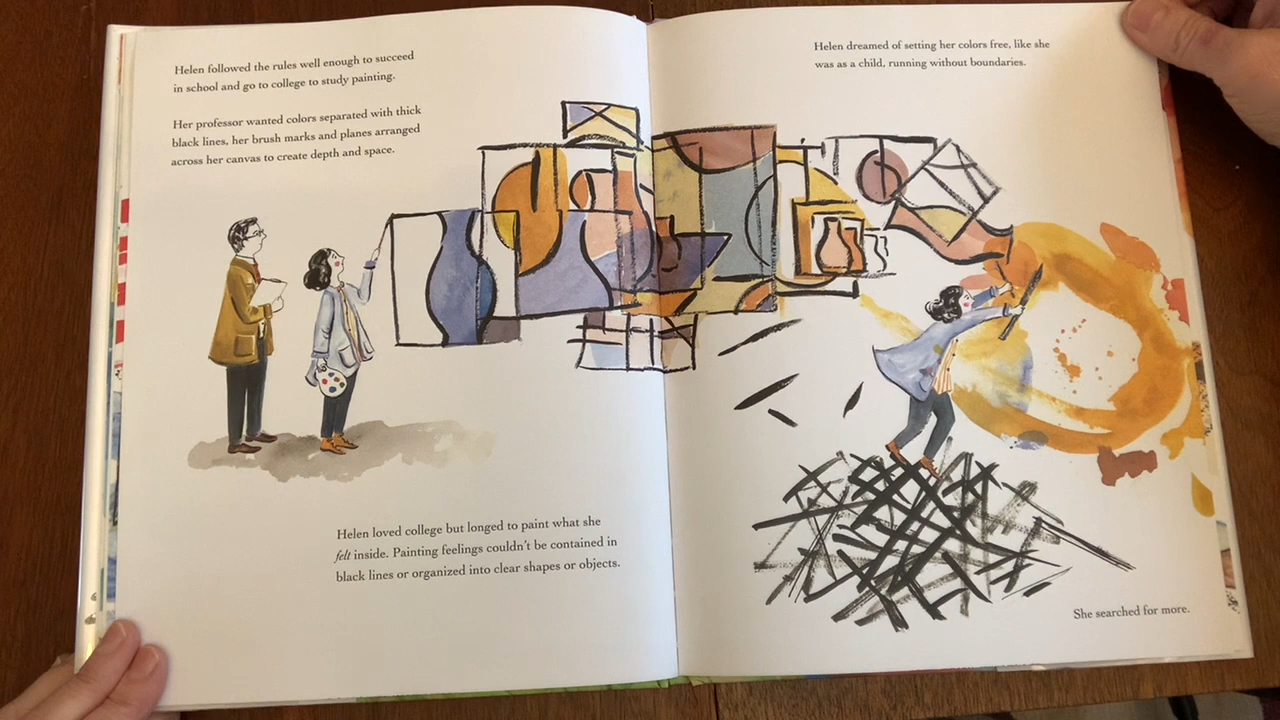 Helen followed the rules well enough to succeed
in school and go to college to study painting.
Her professor wanted colors separated with thick
black lines, her brush marks and planes arranged
across her canvas to create depth and space.
Helen loved college but longed to paint what she
felt inside. Painting feelings couldn't be contained in
black lines or organized into clear shapes or objects.
Helen dreamed of setting her colors free, like she
was as a child, running without boundaries.
She searched for more.